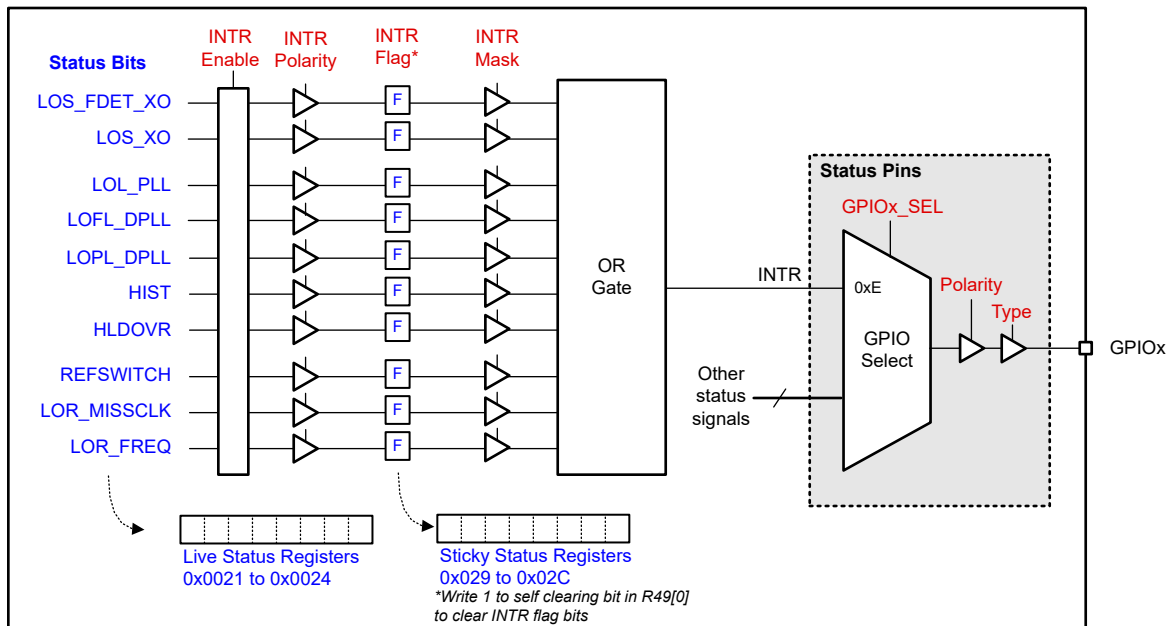 INTR
Enable
INTR
Polarity
INTR
Flag*
INTR
Mask
Status Bits
LOS_FDET_XO
LOS_XO
LOL_PLL
LOFL_DPLL
LOPL_DPLL
HIST
HLDOVR
REFSWITCH
LOR_MISSCLK
LOR_FREQ
F
F
F
F
F
F
F
F
F
F
OR
Gate
INTR
Status Pins
GPIOx_SEL
0xE
GPIO
Select
Polarity
Type
GPIOx
Other
status
signals
Live Status Registers
0x0021 to 0x0024
Sticky Status Registers
0x029 to 0x02C
*Write 1 to self clearing bit in R49[0]
to clear INTR flag bits